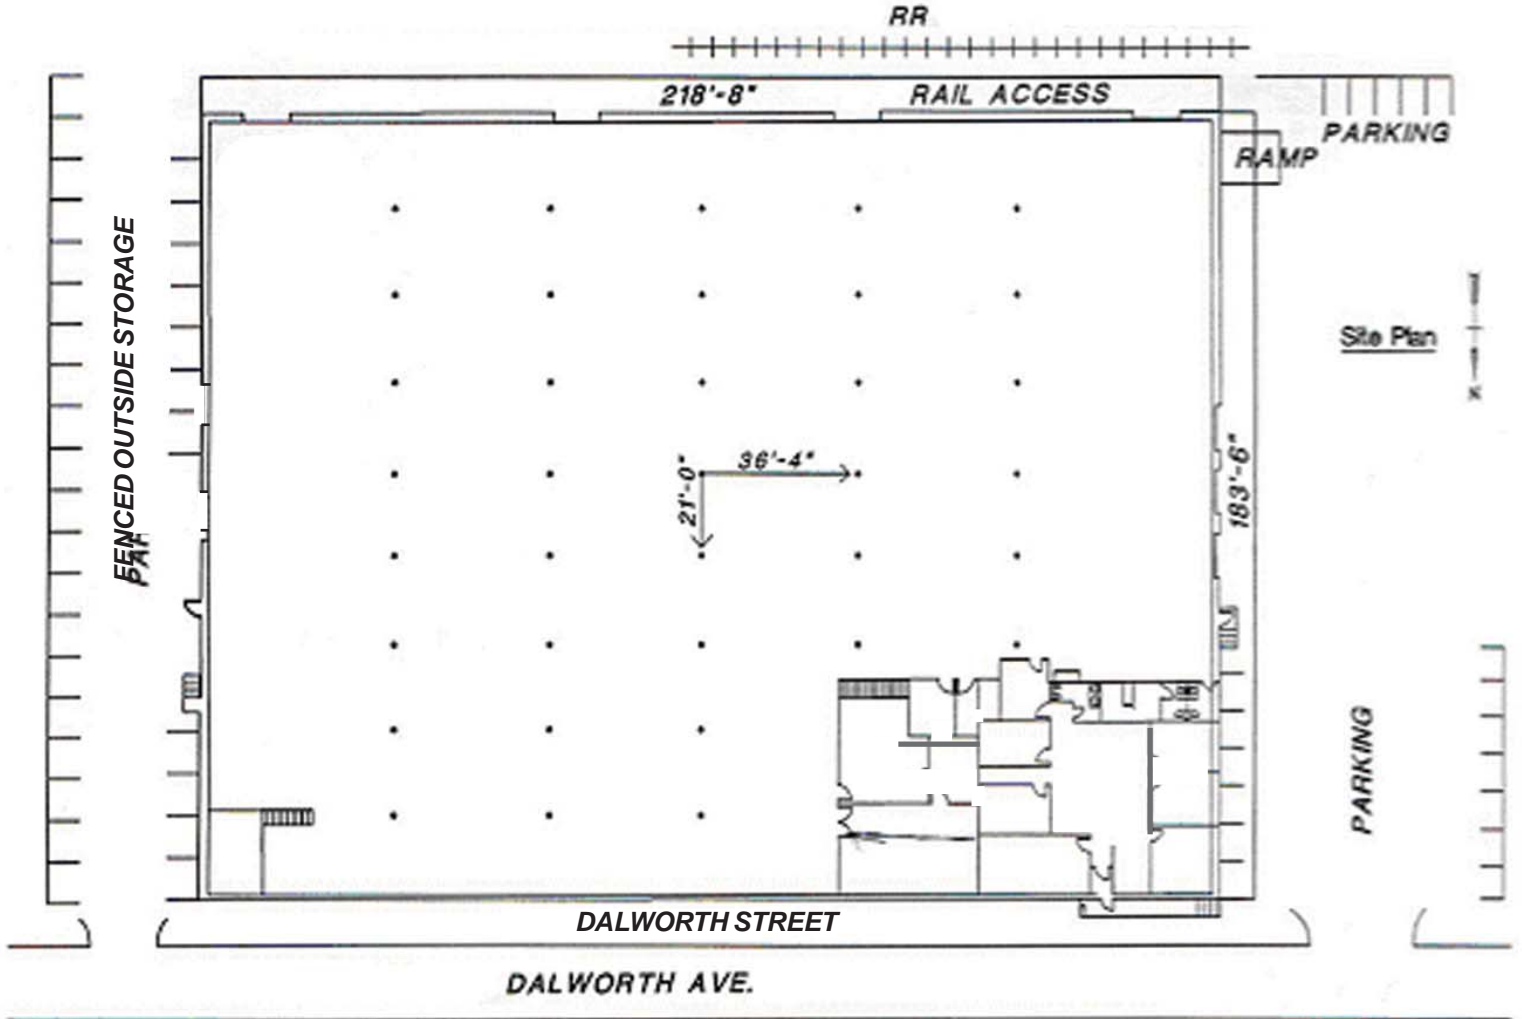 RR
218'-8"
RAIL ACCESS
PARKING
RAMP
FENCED OUTSIDE STORAGE
Site Plan
36'-4"
21'-0"
183'-6"
PARKING
DALWORTH STREET
DALWORTH AVE.